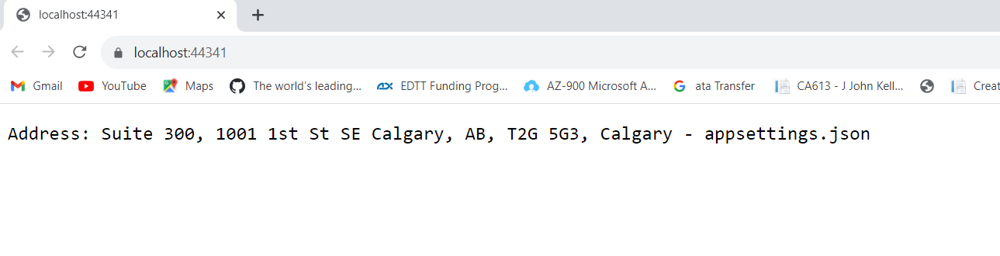 localhost:44341
localhost:44341
Gmail YouTube Maps The world's leading... EDTT Funding Prog... AZ-900 Microsoft A... ata Transfer CA613 - J John Kell... Creat
Address: Suite 300, 1001 1st St SE Calgary, AB, T2G 5G3, Calgary - appsettings.json